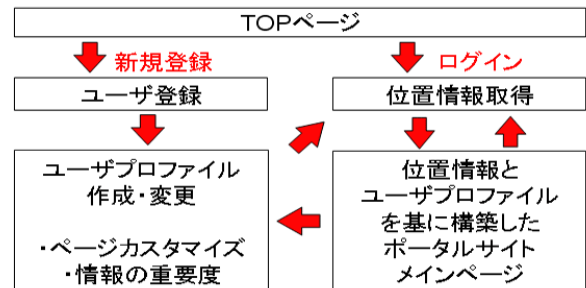 TOPページ
新規登録
ログイン
ユーザ登録
位置情報取得
ユーザプロファイル
作成・変更
・ページカスタマイズ
・情報の重要度
位置情報と
ユーザプロファイル
を基に構築した
ポータルサイト
メインページ